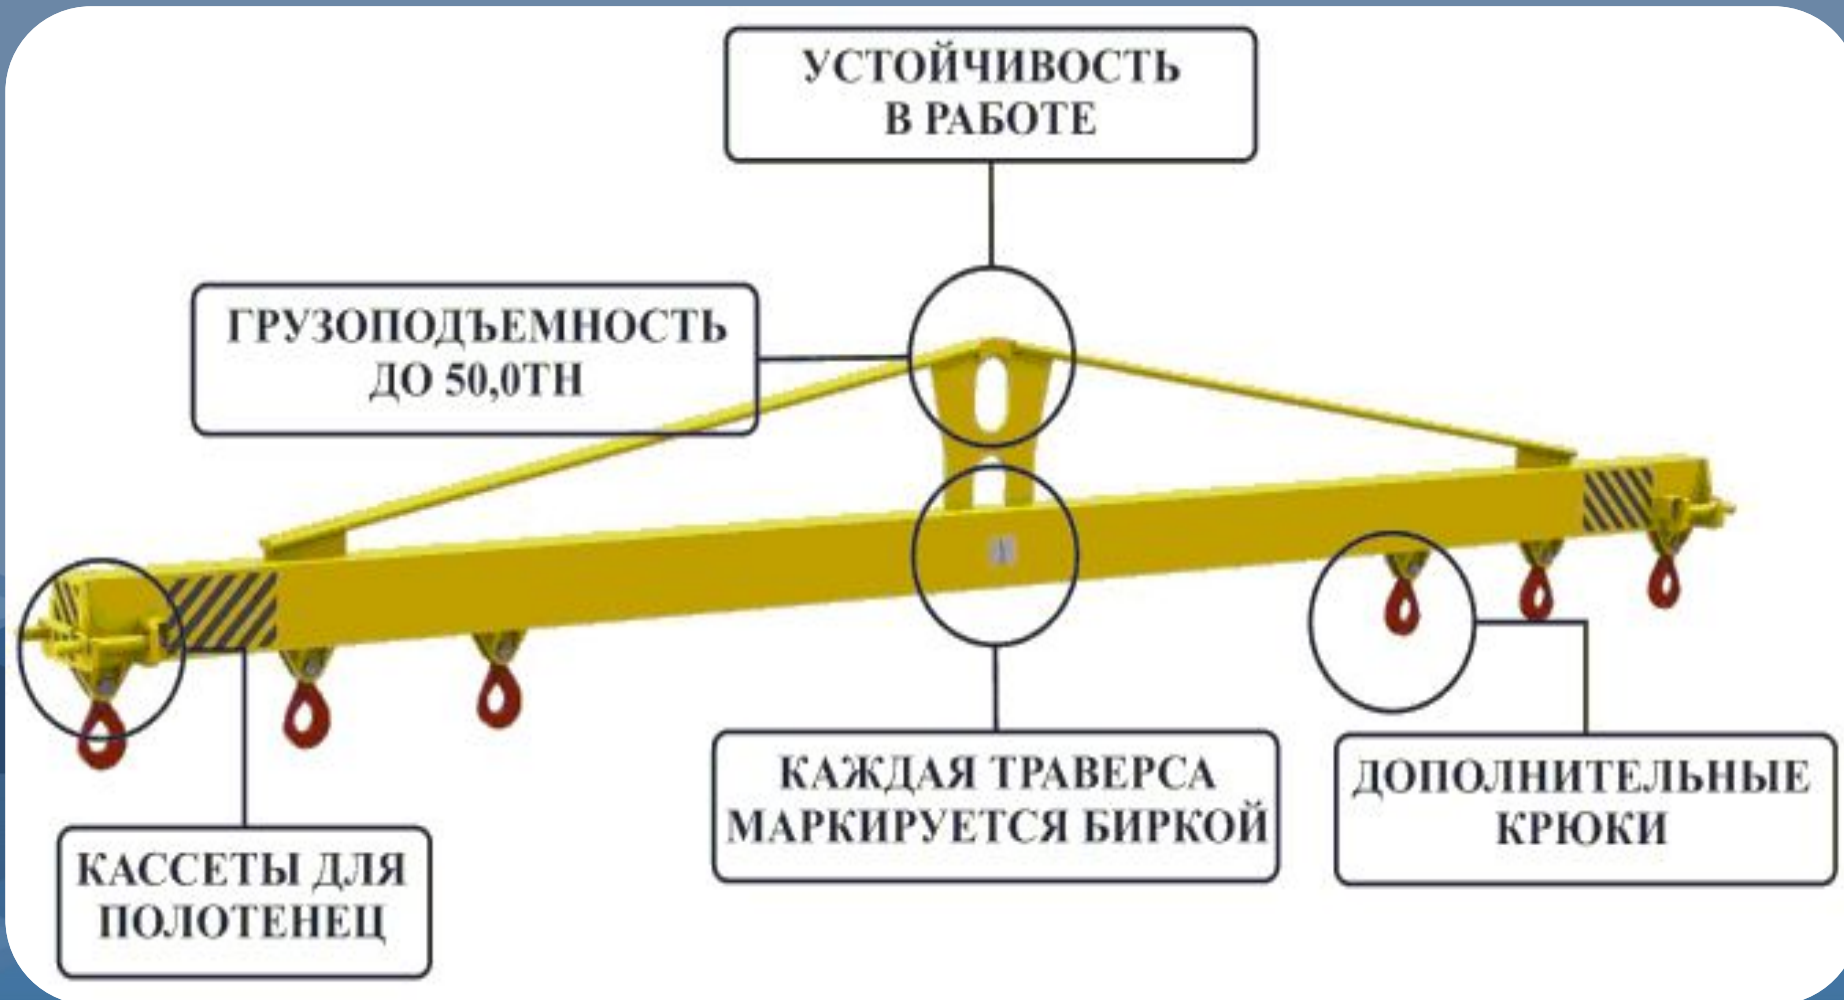 УСТОЙЧИВОСТЬ
В РАБОТЕ
ГРУЗОПОДЪЕМНОСТЬ
ДО 50,0ТН
КАЖДАЯ ТРАВЕРСА
МАРКИРУЕТСЯ БИРКОЙ
ДОПОЛНИТЕЛЬНЫЕ
КРЮКИ
КАССЕТЫ ДЛЯ
ПОЛОТЕНЕЦ